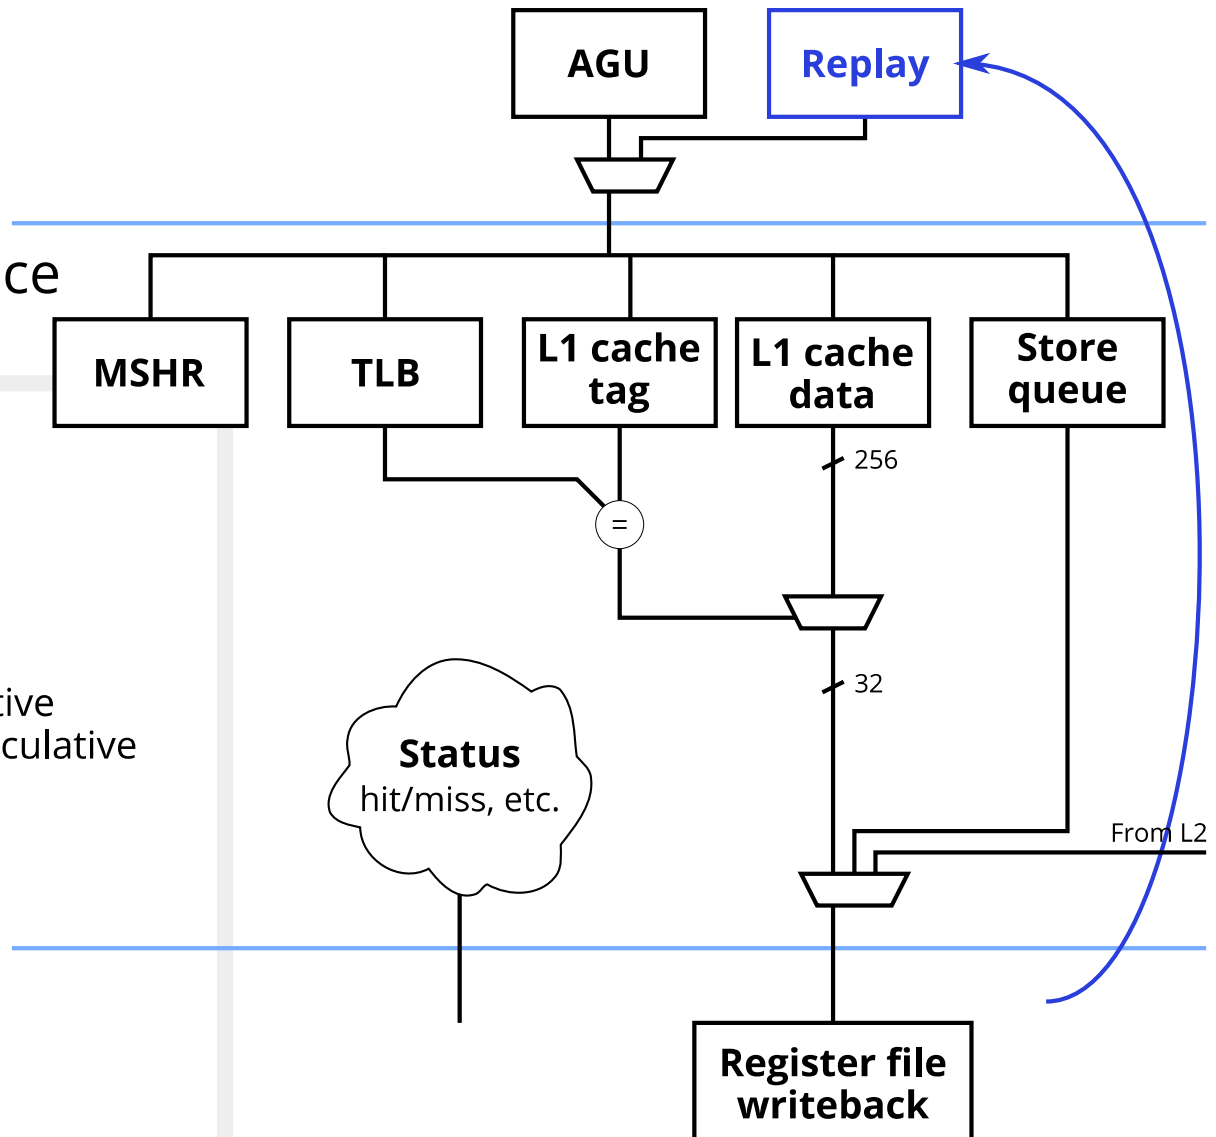 AGU
Replay
ce
MSHR
TLB
L1 cache
tag
L1 cache
data
Store
queue
256
=
32
tive
culative
Status
hit/miss, etc.
From L2
Register file
writeback